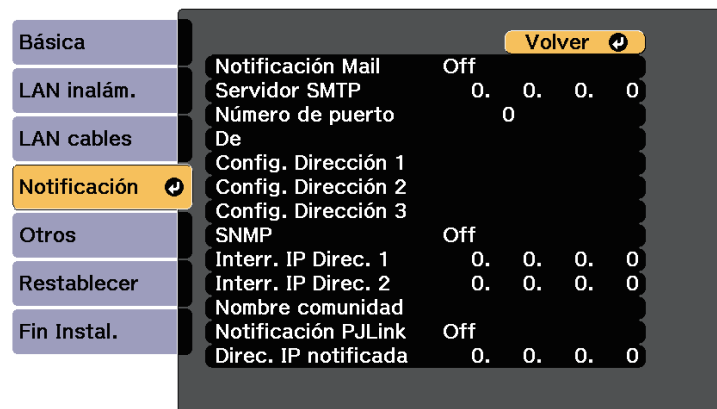 Básica
LAN inalám.
LAN cables
Notificación
Otros
Restablecer
Fin Instal.
Volver
Notificación Mail Off
Servidor SMTP 0. 0. 0. 0
Número de puerto 0
De
Config. Dirección 1
Config. Dirección 2
Config. Dirección 3
SNMP Off
Interr. IP Direc. 1 0. 0. 0. 0
Interr. IP Direc. 2 0. 0. 0. 0
Nombre comunidad
Notificación PJLink Off
Direc. IP notificada 0. 0. 0. 0